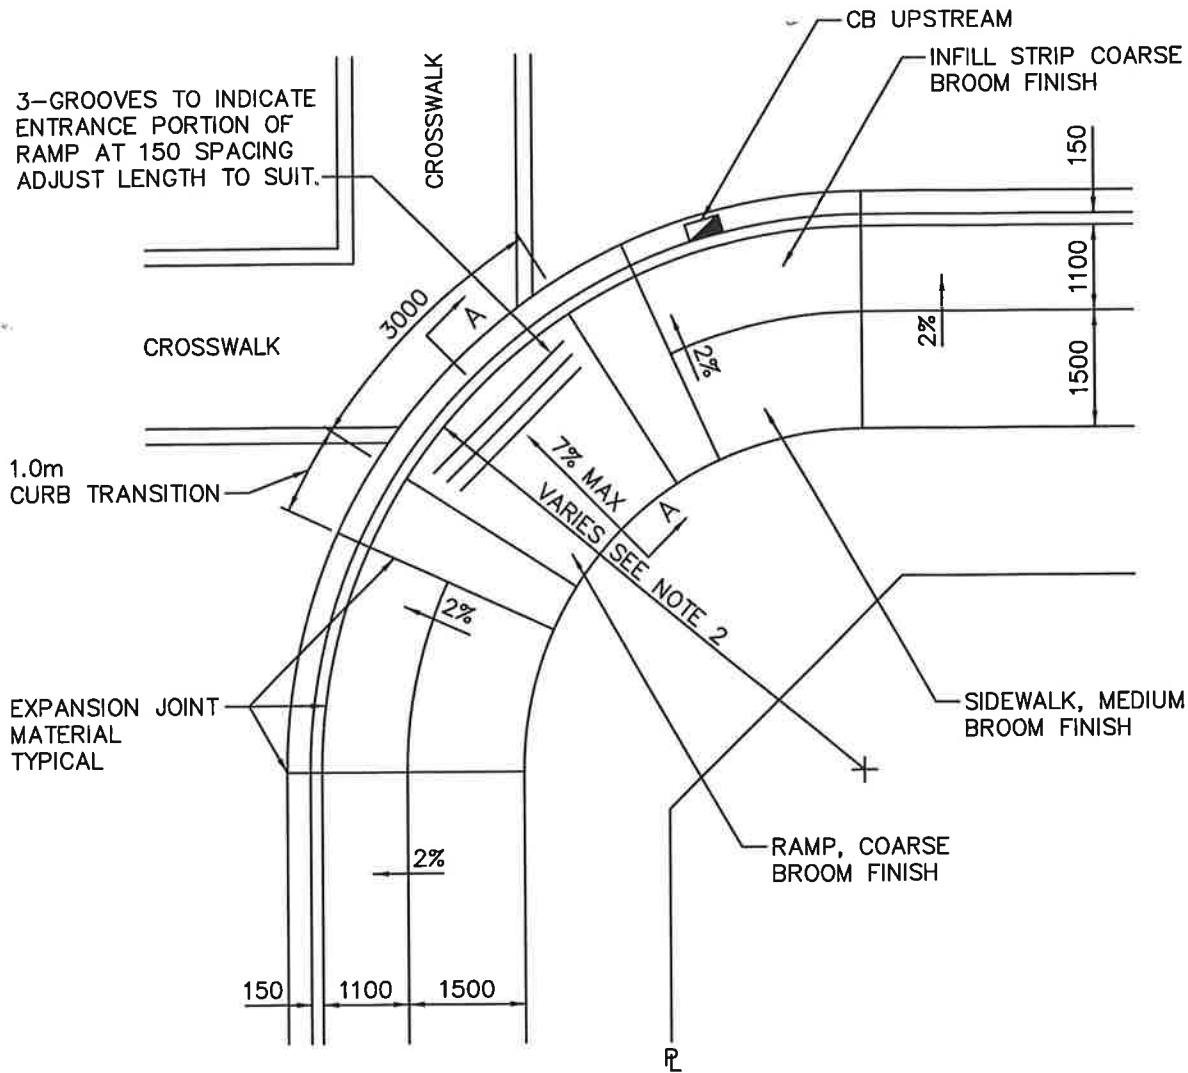 CB UPSTREAM
INFILL STRIP COARSE
BROOM FINISH
3-GROOVES TO INDICATE
ENTRANCE PORTION OF
RAMP AT 150 SPACING
ADJUST LENGTH TO SUIT.
CROSSWALK
150
1100
1500
2%
3000
A
CROSSWALK
2%
7% MAX
VARIES SEE NOTE 2
A
1.0m
CURB TRANSITION
2%
EXPANSION JOINT
MATERIAL
TYPICAL
SIDEWALK, MEDIUM
BROOM FINISH
RAMP, COARSE
BROOM FINISH
2%
150
1100
1500
PL